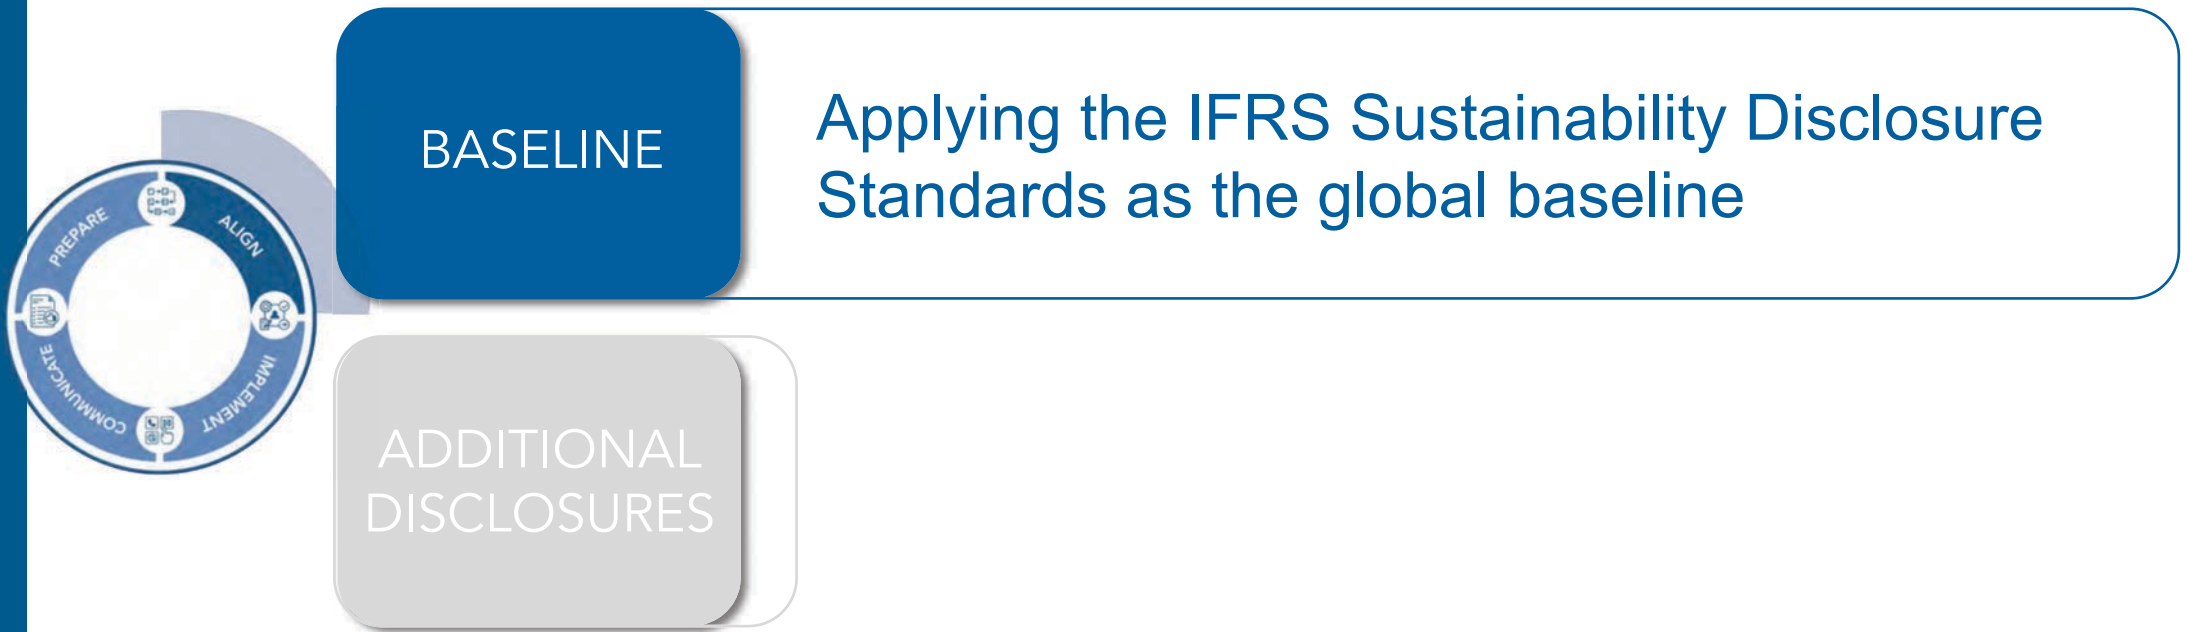 BASELINE
Applying the IFRS Sustainability Disclosure
Standards as the global baseline
PREPARE
ALIGN
COMMUNICATE
IMPLEMENT
ADDITIONAL
DISCLOSURES